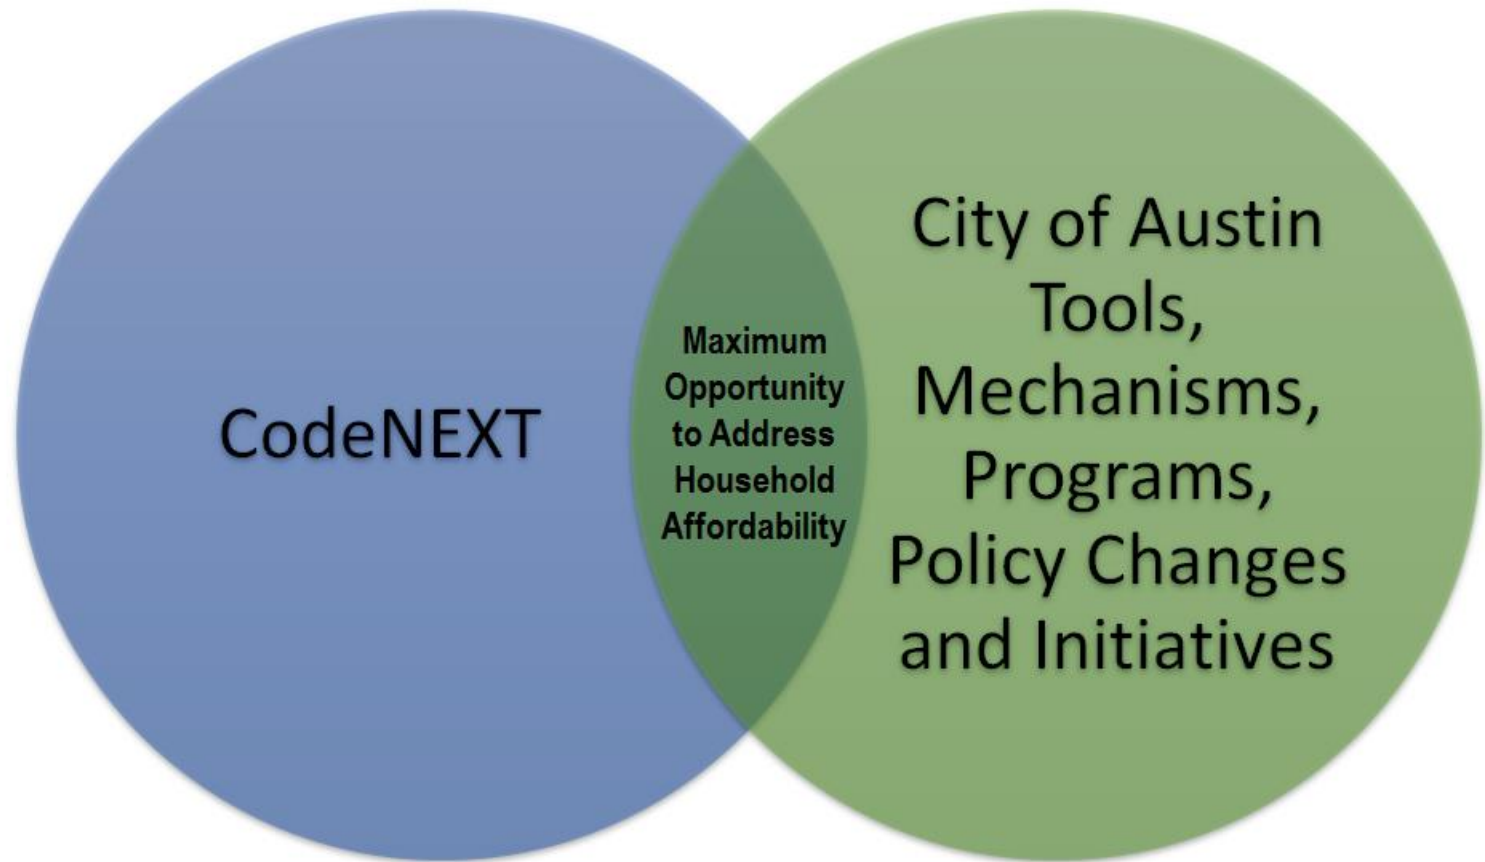 CodeNEXT
Maximum
Opportunity
to Address
Household
Affordability
City of Austin
Tools,
Mechanisms,
Programs,
Policy Changes
and Initiatives